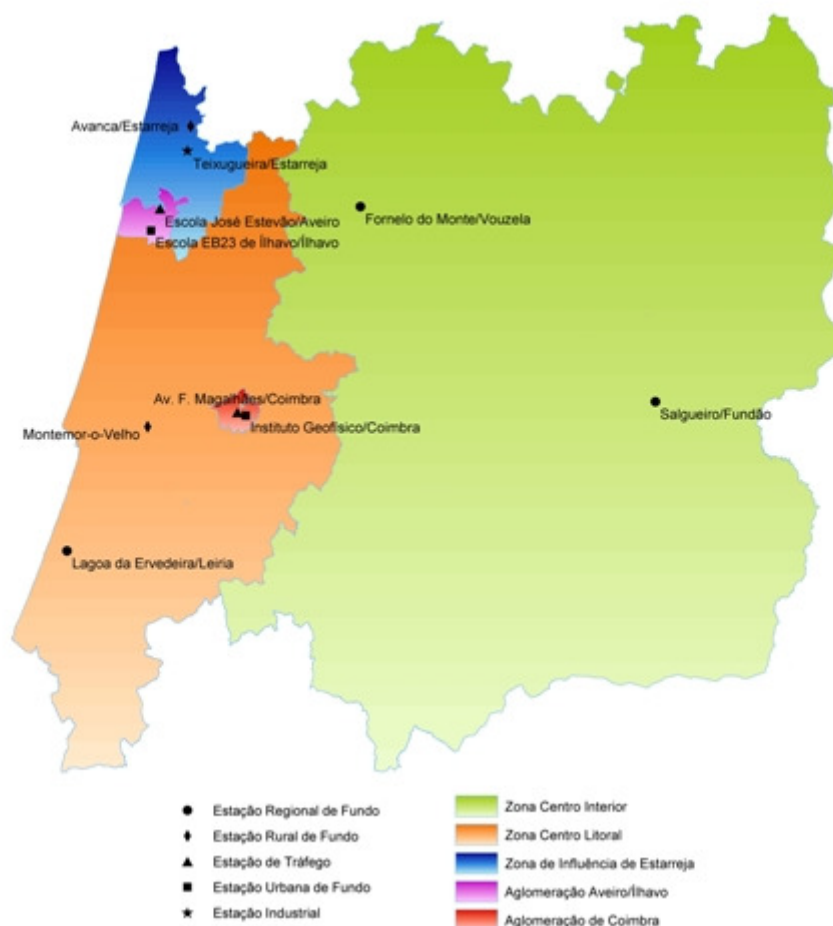 Avanca/Estarreja
Teixugueira/Estarreja
Escola José Estevão/Aveiro
Fornelo do Monte/Vouzela
Escola EB23 de Ílhavo/Ílhavo
Av. F. Magalhães/Coimbra
Salgueiro/Fundão
Montemor-o-Velho
Instituto Geofísico/Coimbra
Lagoa da Ervedeira/Leiria
Estação Regional de Fundo
Estação Rural de Fundo
Estação de Tráfego
Estação Urbana de Fundo
Estação Industrial
Zona Centro Interior
Zona Centro Litoral
Zona de Influência de Estarreja
Aglomeração Aveiro/Ílhavo
Aglomeração de Coimbra